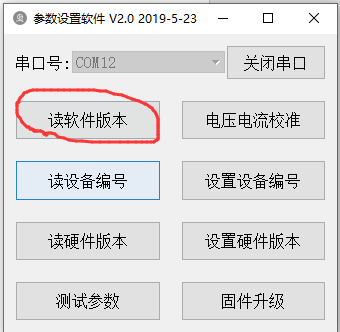 参数设置软件 V2.0 2019-5-23
串口号: COM12 关闭串口
读软件版本 电压电流校准
读设备编号 设置设备编号
读硬件版本 设置硬件版本
测试参数 固件升级